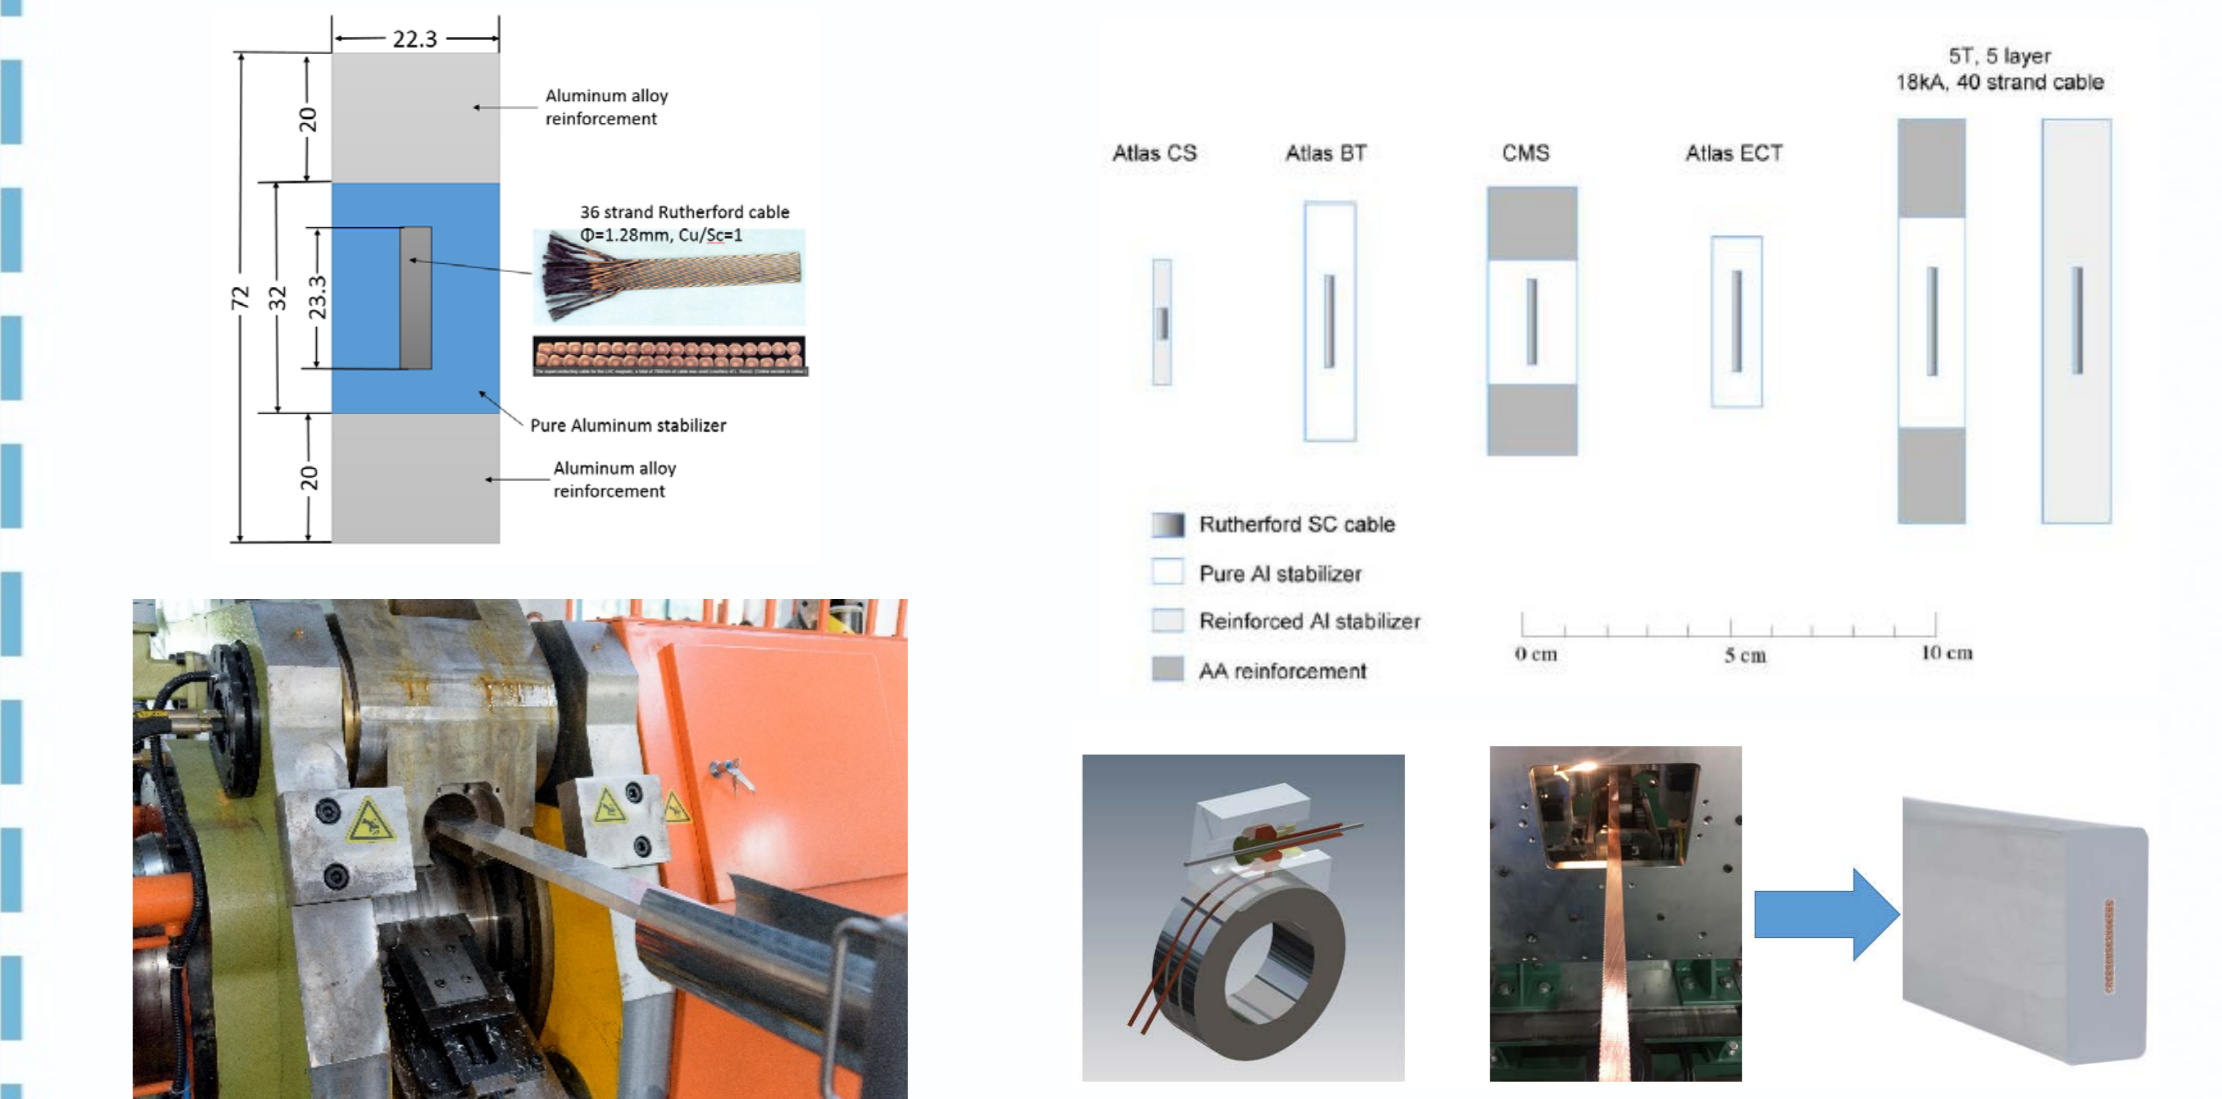 22.3
20
Aluminum alloy
reinforcement
36 strand Rutherford cable
Φ=1.28mm, Cu/Sc=1
72
32
23.3
Pure Aluminum stabilizer
20
Aluminum alloy
reinforcement
5T, 5 layer
18kA, 40 strand cable
Atlas CS
Atlas BT
CMS
Atlas ECT
Rutherford SC cable
Pure Al stabilizer
Reinforced Al stabilizer
AA reinforcement
0 cm
5 cm
10 cm